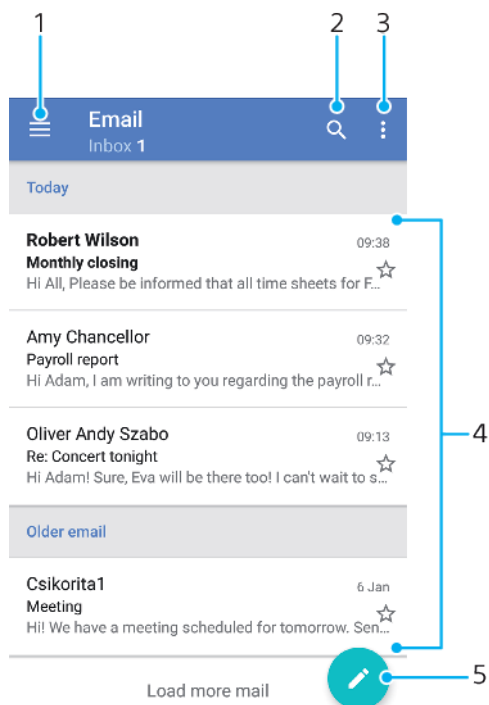 1 2 3
Email
Inbox 1
Today
Robert Wilson 09:38
Monthly closing
Hi All, Please be informed that all time sheets for F...
Amy Chancellor 09:32
Payroll report
Hi Adam, I am writing to you regarding the payroll r...
4
Oliver Andy Szabo 09:13
Re: Concert tonight
Hi Adam! Sure, Eva will be there too! I can't wait to s...
Older email
Csikorita1 6 Jan
Meeting
Hi! We have a meeting scheduled for tomorrow. Sen...
5
Load more mail